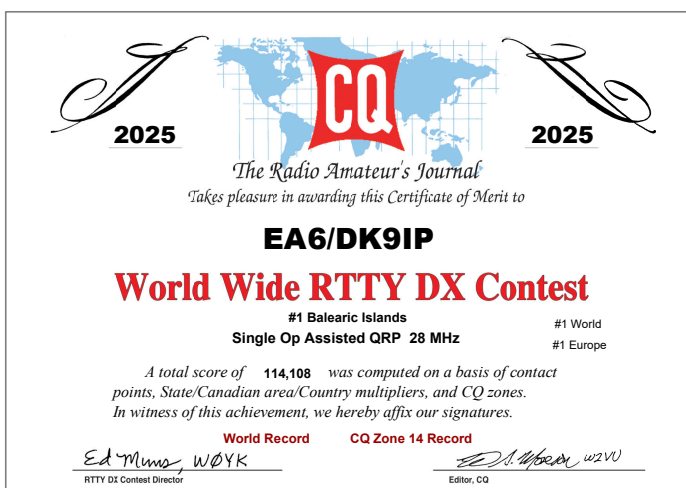 CQ
2025 2025
The Radio Amateur's Journal
Takes pleasure in awarding this Certificate of Merit to
EA6/DK9IP
World Wide RTTY DX Contest
#1 Balearic Islands
#1 World
Single Op Assisted QRP 28 MHz
#1 Europe
A total score of 114,108 was computed on a basis of contact
points, State/Canadian area/Country multipliers, and CQ zones.
In witness of this achievement, we hereby affix our signatures.
World Record CQ Zone 14 Record
Ed Muns, WØYK W2VU
RTTY DX Contest Director Editor, CQ